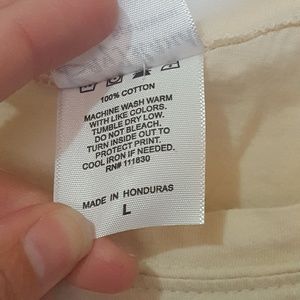 100% COTTON
MACHINE WASH WARM
WITH LIKE COLORS.
TUMBLE DRY LOW.
DO NOT BLEACH.
TURN INSIDE OUT TO
PROTECT PRINT.
COOL IRON IF NEEDED.
RN# 111630
MADE IN HONDURAS
L